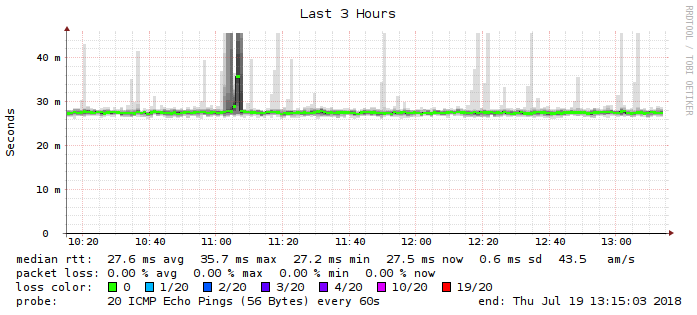 Last 3 Hours
RRDTOOL / TOBI OETIKER
Seconds
40 m
30 m
20 m
10 m
0
10:20 10:40 11:00 11:20 11:40 12:00 12:20 12:40 13:00
median rtt: 27.6 ms avg 35.7 ms max 27.2 ms min 27.5 ms now 0.6 ms sd 43.5 am/s
packet loss: 0.00 % avg 0.00 % max 0.00 % min 0.00 % now
loss color: 0 1/20 2/20 3/20 4/20 10/20 19/20
probe: 20 ICMP Echo Pings (56 Bytes) every 60s end: Thu Jul 19 13:15:03 2018